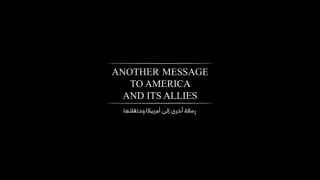 ANOTHER MESSAGE
TO AMERICA
AND ITS ALLIES
رسالة أخرى إلى أمريكا وحلفائها